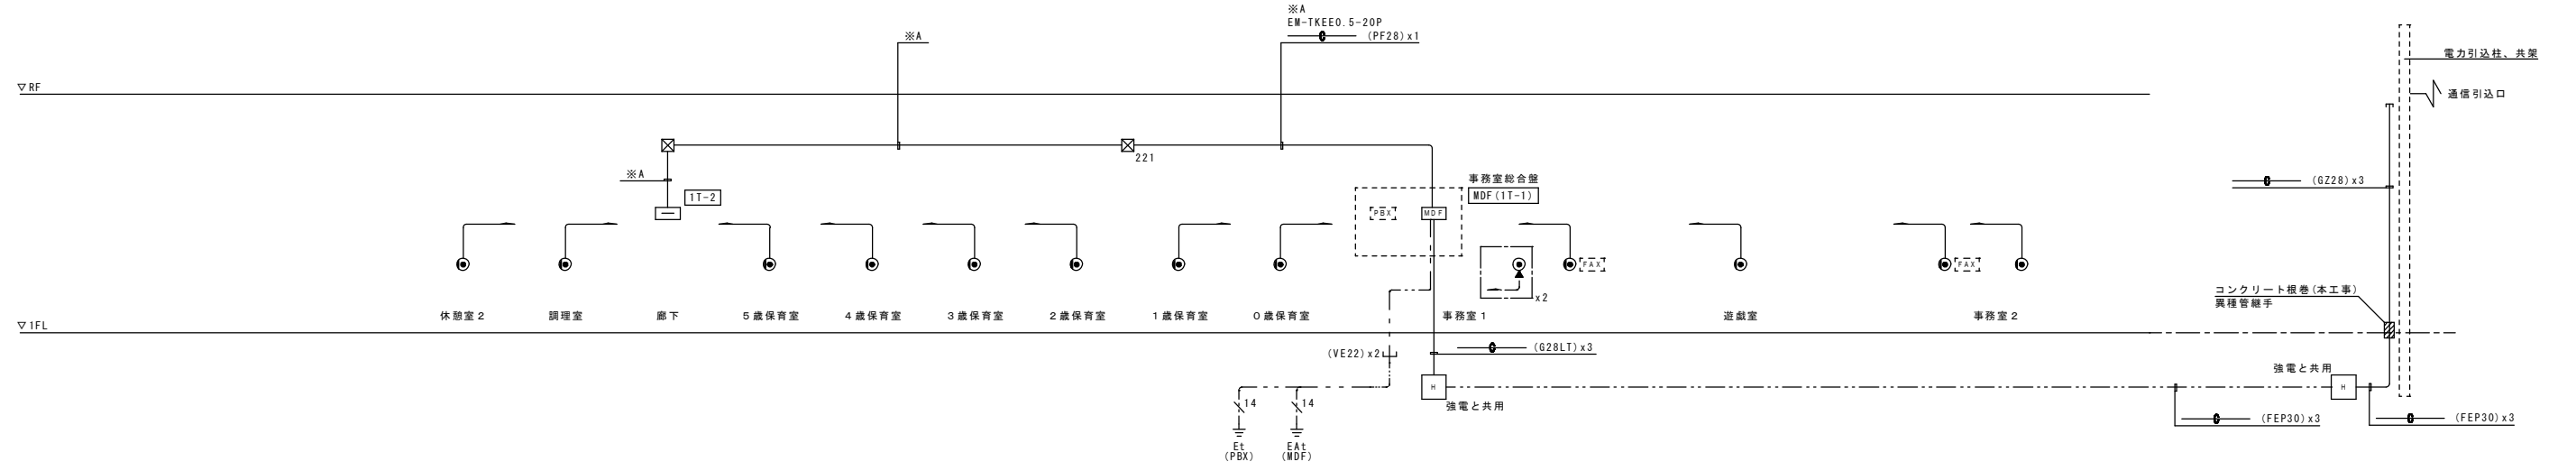 ※A
EM-TKEE0.5-20P
(PF28)x1
※A
電力引込柱、共架
▽RF
通信引込口
221
※A
1T-2
事務室総合盤
MDF(1T-1)
(GZ28)x3
PBX
MDF
FAX
FAX
x2
コンクリート根巻(本工事)
異種管継手
休憩室2
調理室
廊下
5歳保育室
4歳保育室
3歳保育室
2歳保育室
1歳保育室
0歳保育室
事務室1
遊戯室
事務室2
▽1FL
(VE22)x2
(G28LT)x3
強電と共用
H
H
強電と共用
14
14
(FEP30)x3
(FEP30)x3
Et
(PBX)
EAt
(MDF)